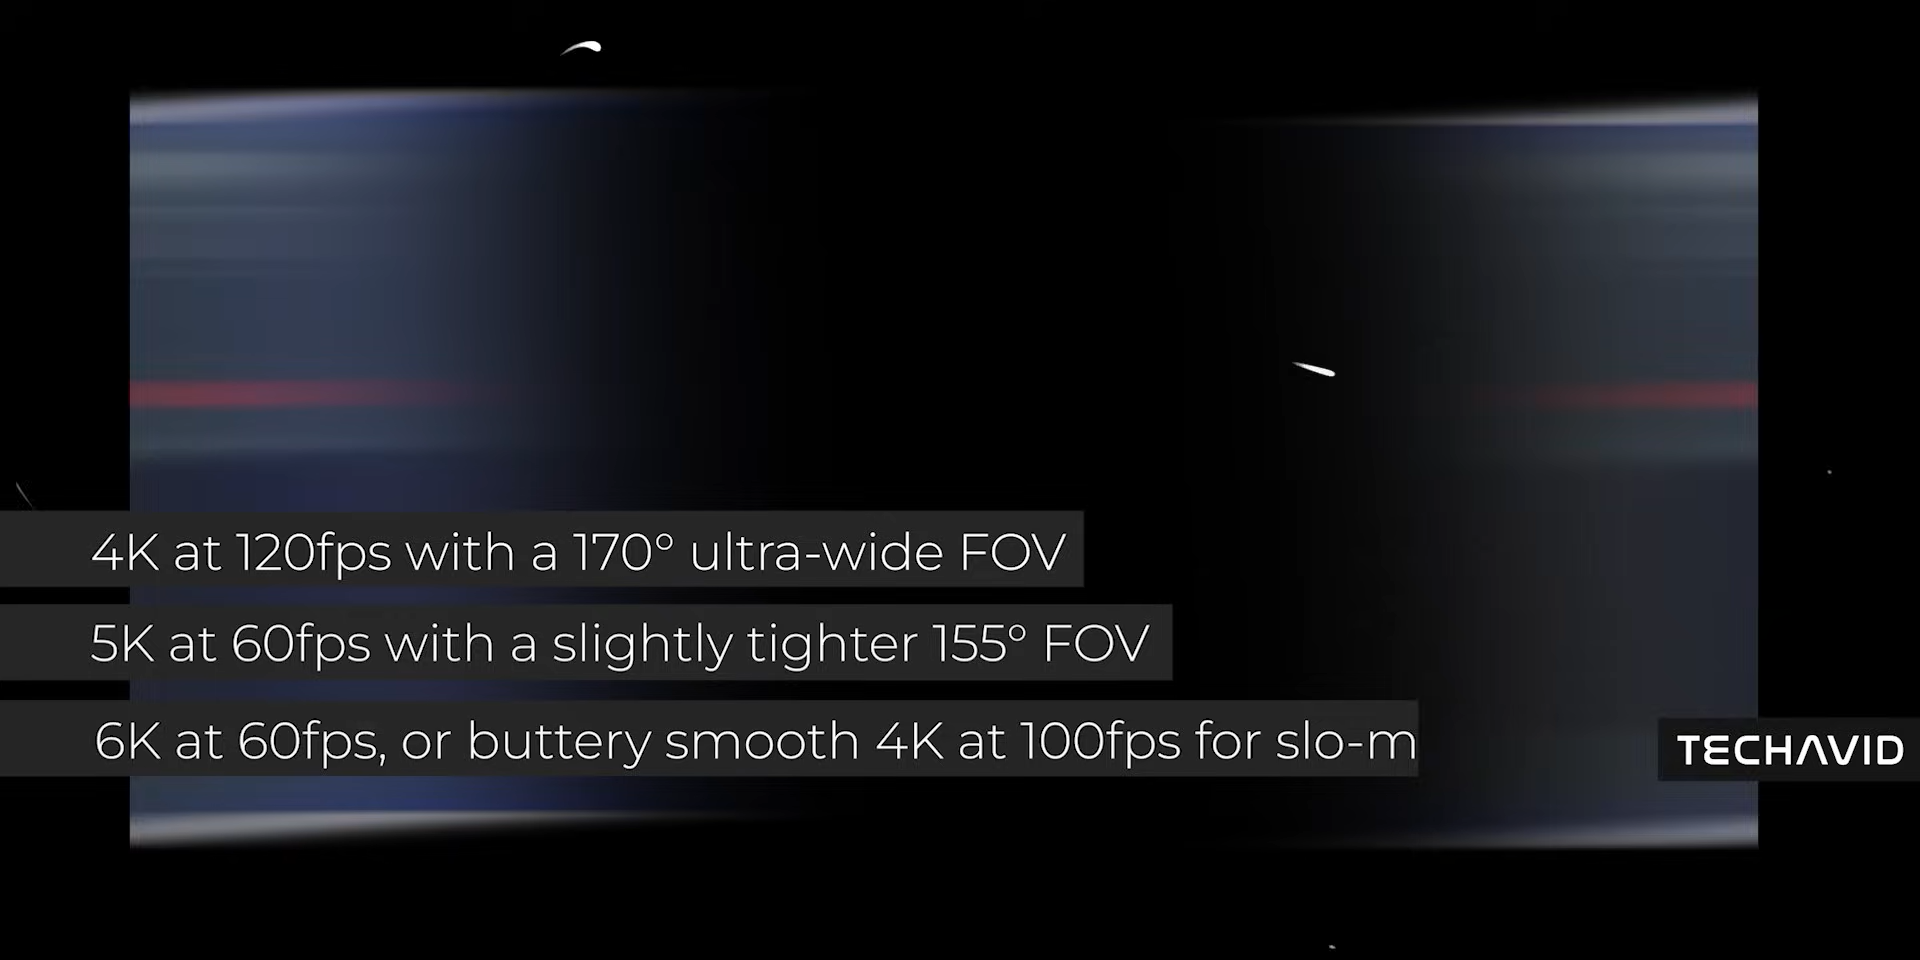 4K at 120fps with a 170° ultra-wide FOV
5K at 60fps with a slightly tighter 155° FOV
6K at 60fps, or buttery smooth 4K at 100fps for slo-m
TECHAVID